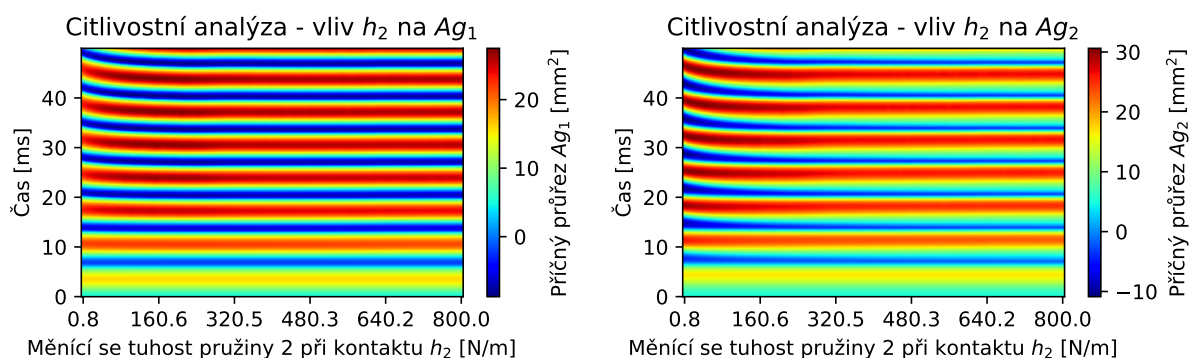 Citlivostní analýza - vliv h₂ na Ag₁
Čas [ms]
40
30
20
10
0
0.8 160.6 320.5 480.3 640.2 800.0
Měnící se tuhost pružiny 2 při kontaktu h₂ [N/m]
20
10
0
Příčný průřez Ag₁ [mm²]
Citlivostní analýza - vliv h₂ na Ag₂
Čas [ms]
40
30
20
10
0
0.8 160.6 320.5 480.3 640.2 800.0
Měnící se tuhost pružiny 2 při kontaktu h₂ [N/m]
30
20
10
0
−10
Příčný průřez Ag₂ [mm²]